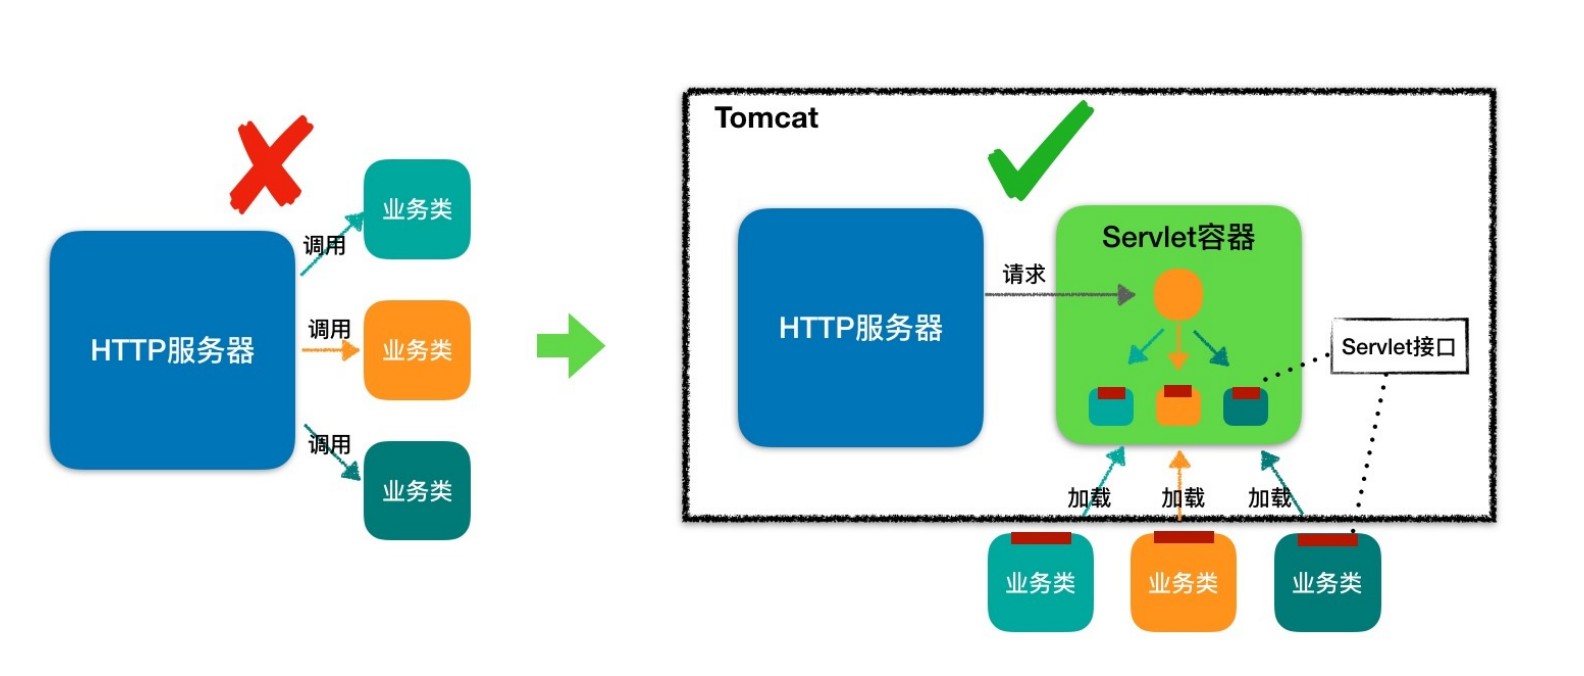 业务类
调用
HTTP服务器
调用
业务类
调用
业务类
Tomcat
HTTP服务器
请求
Servlet容器
Servlet接口
加载
加载
加载
业务类
业务类
业务类